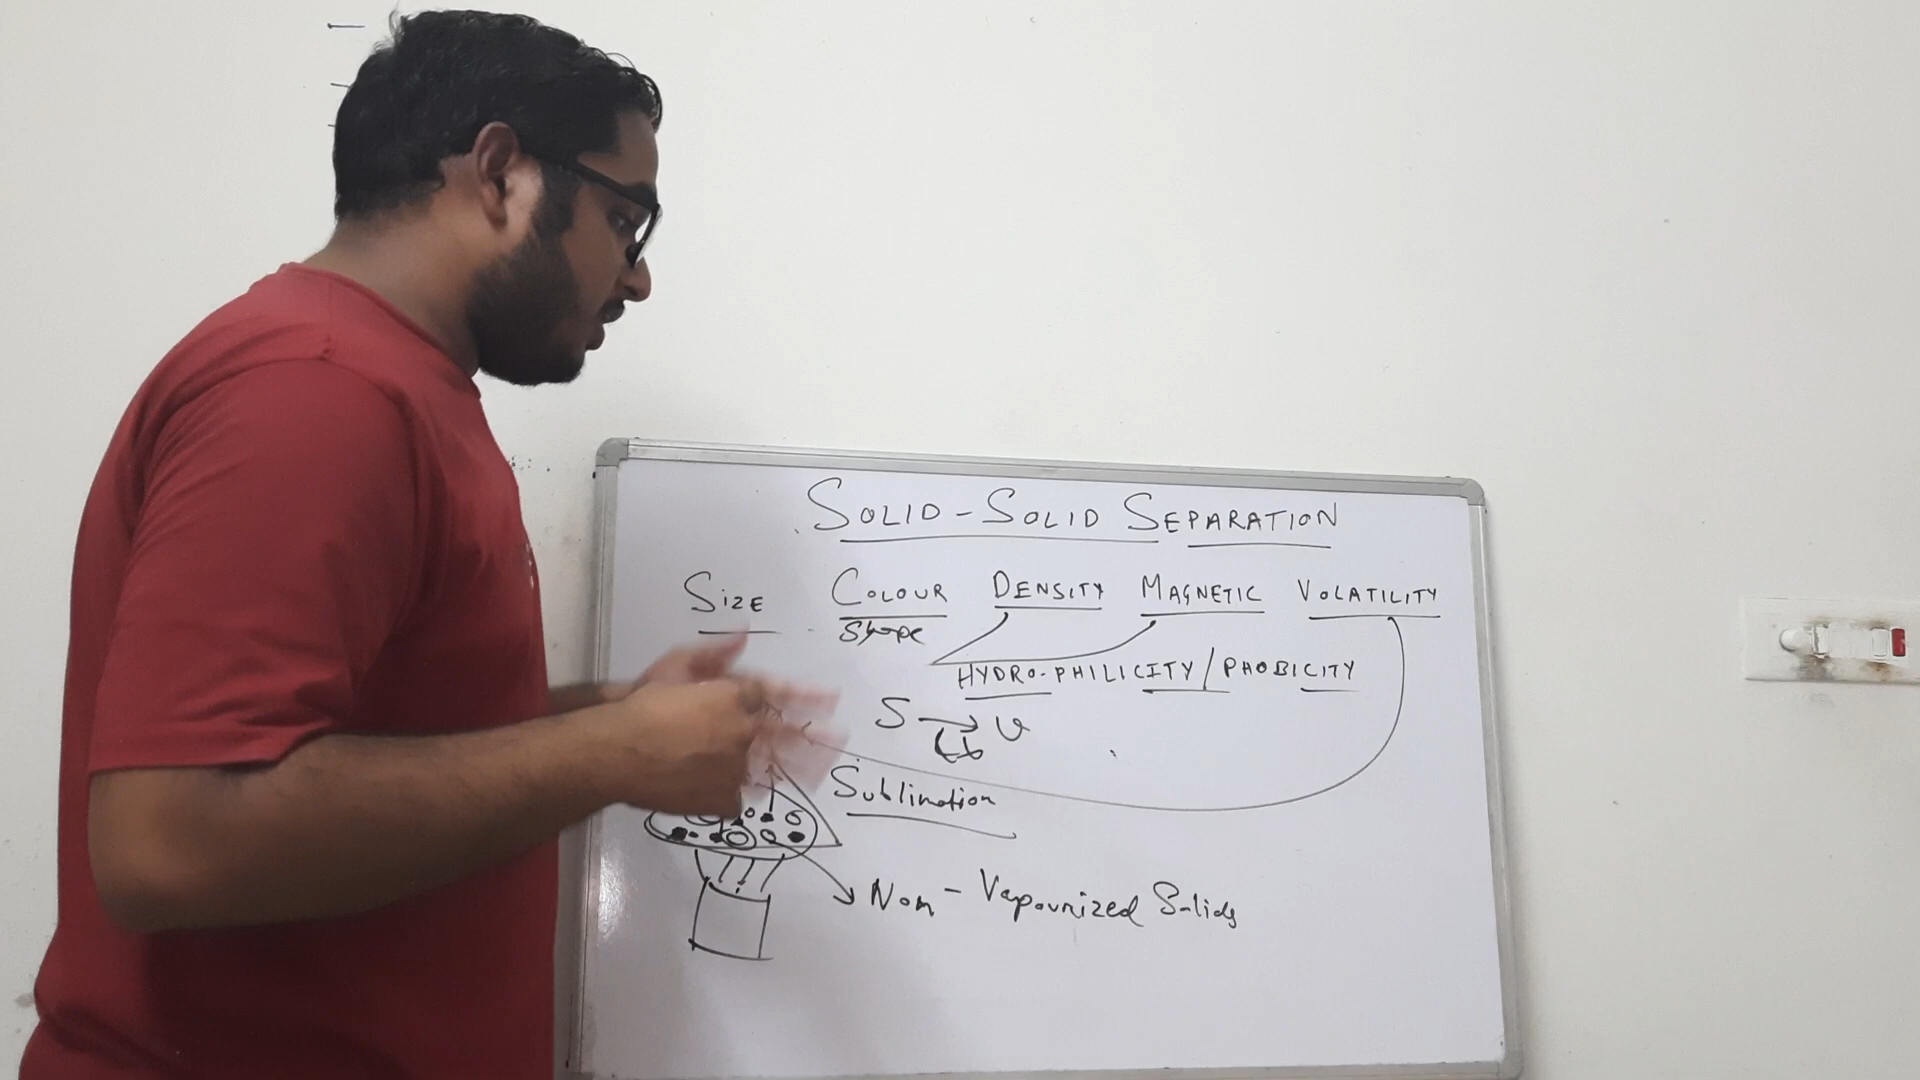 SOLID-SOLID SEPARATION
SIZE COLOUR DENSITY MAGNETIC VOLATILITY
Shape
HYDRO-PHILICITY/PHOBICITY
S → V
Sublimation
Non-Vapourized Solids